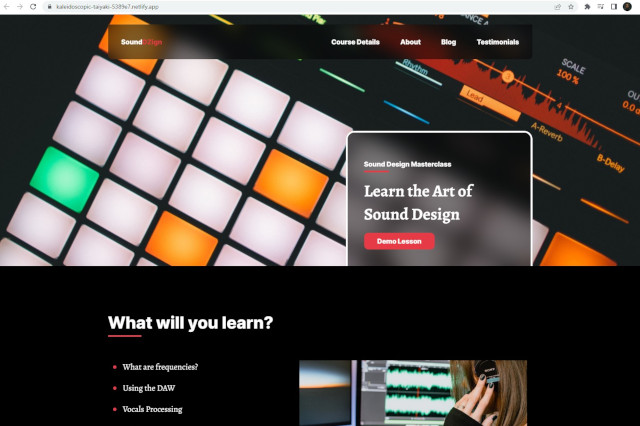 kaleidoscopic-taiyaki-5389e7.netlify.app
Sound
Course Details
About
Blog
Testimonials
Rhythm
SCALE
100 %
Lead
A-Reverb
B-Delay
Sound Design Masterclass
Learn the Art of
Sound Design
Demo Lesson
What will you learn?
What are frequencies?
Using the DAW
Vocals Processing